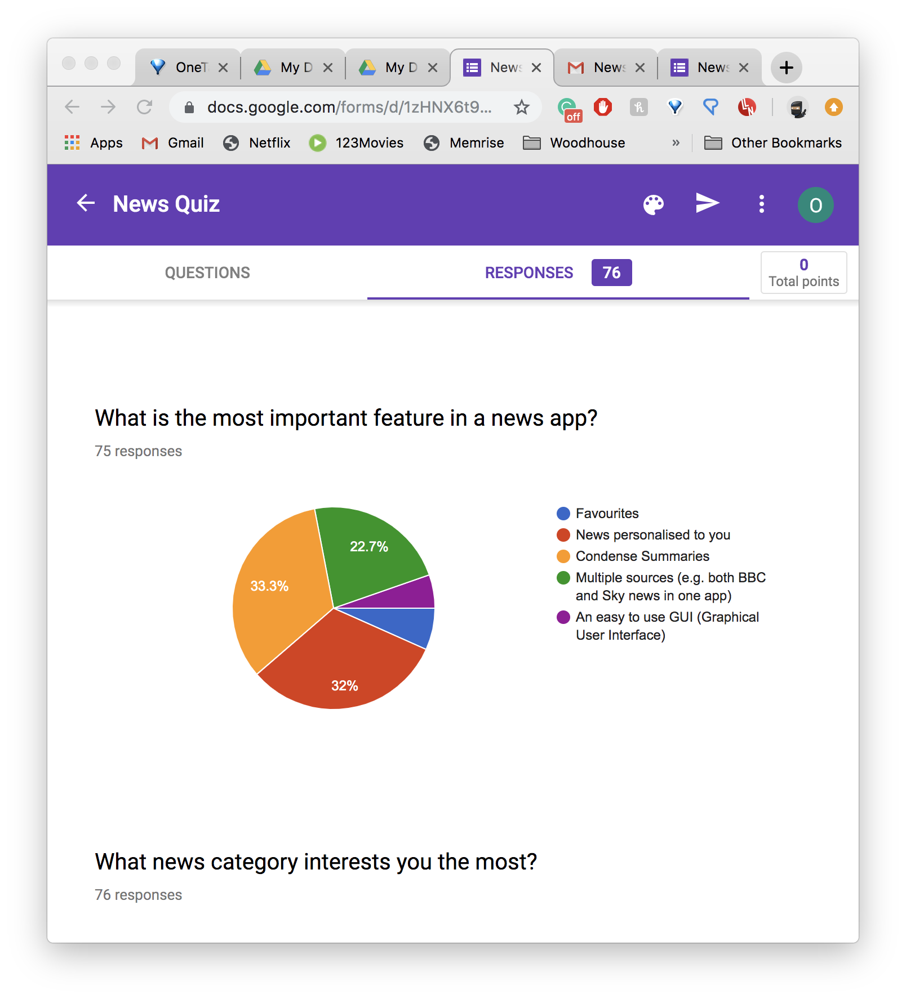 OneT
My D
My D
News
News
News
docs.google.com/forms/d/1zHNX6t9...
off
Apps
Gmail
Netflix
123Movies
Memrise
Woodhouse
»
Other Bookmarks
News Quiz
O
QUESTIONS
RESPONSES 76
0
Total points
What is the most important feature in a news app?
75 responses
22.7%
33.3%
32%
Favourites
News personalised to you
Condense Summaries
Multiple sources (e.g. both BBC
and Sky news in one app)
An easy to use GUI (Graphical
User Interface)
What news category interests you the most?
76 responses